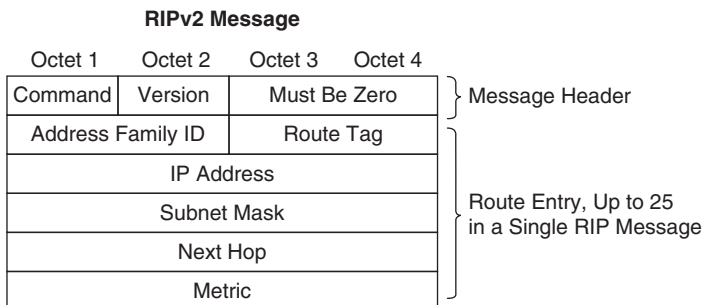 RIPv2 Message
Octet 1 Octet 2 Octet 3 Octet 4
Command Version Must Be Zero
Message Header
Address Family ID Route Tag
IP Address
Subnet Mask
Route Entry, Up to 25
in a Single RIP Message
Next Hop
Metric